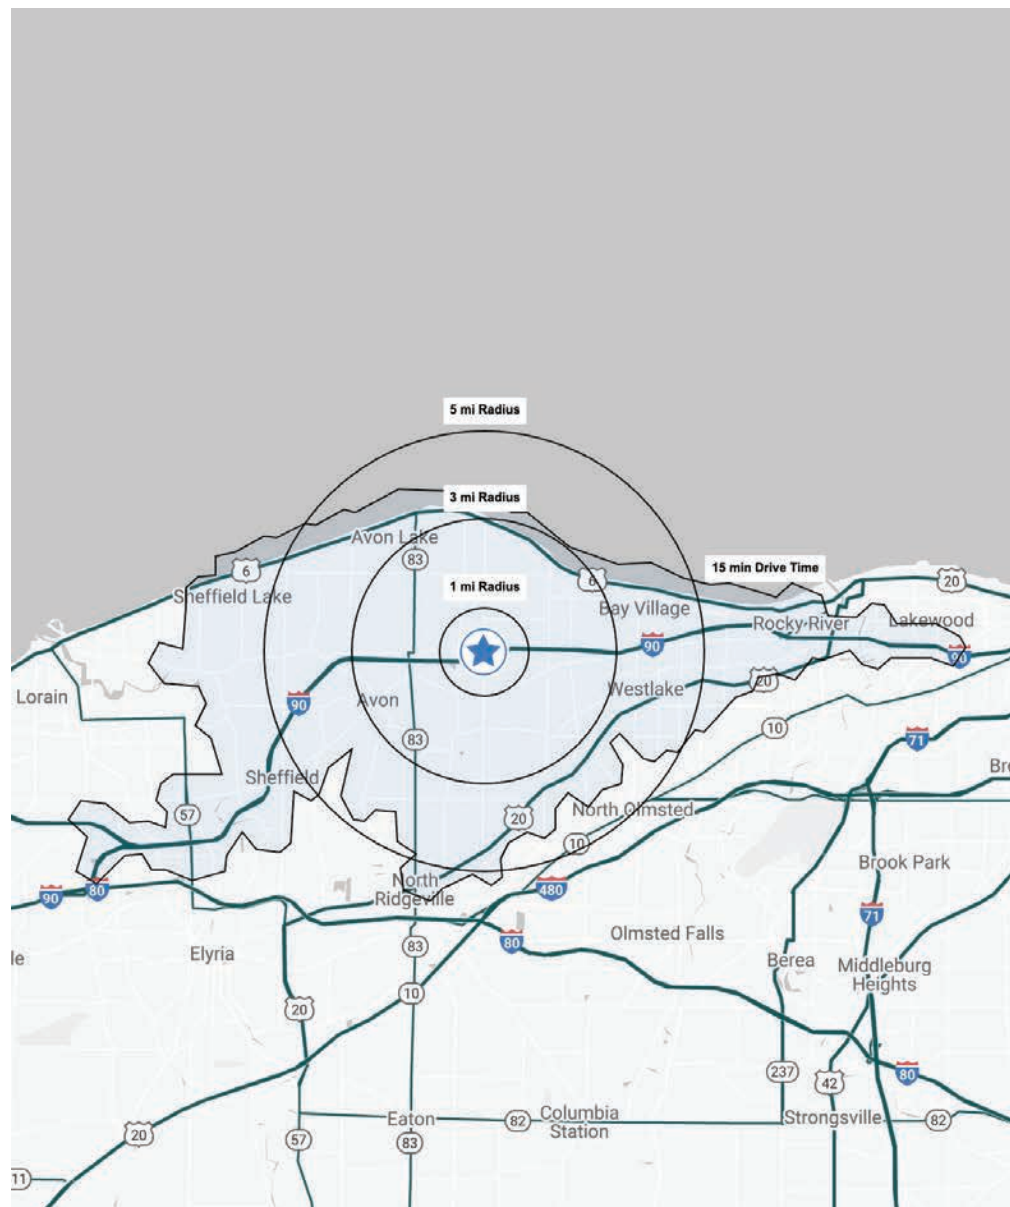 5 mi Radius
3 mi Radius
Avon Lake
83
15 min Drive Time
6
6
20
1 mi Radius
Sheffield Lake
Bay Village
Rocky River
Lakewood
90
90
Lorain
Westlake
20
Avon
90
10
83
71
Sheffield
Bre
57
North Olmsted
20
10
Brook Park
North
Ridgeville
90
80
480
71
83
80
Olmsted Falls
le
Elyria
Berea
Middleburg
Heights
10
20
237
80
42
Eaton
82
Columbia
Station
Strongsville
82
20
57
83
11